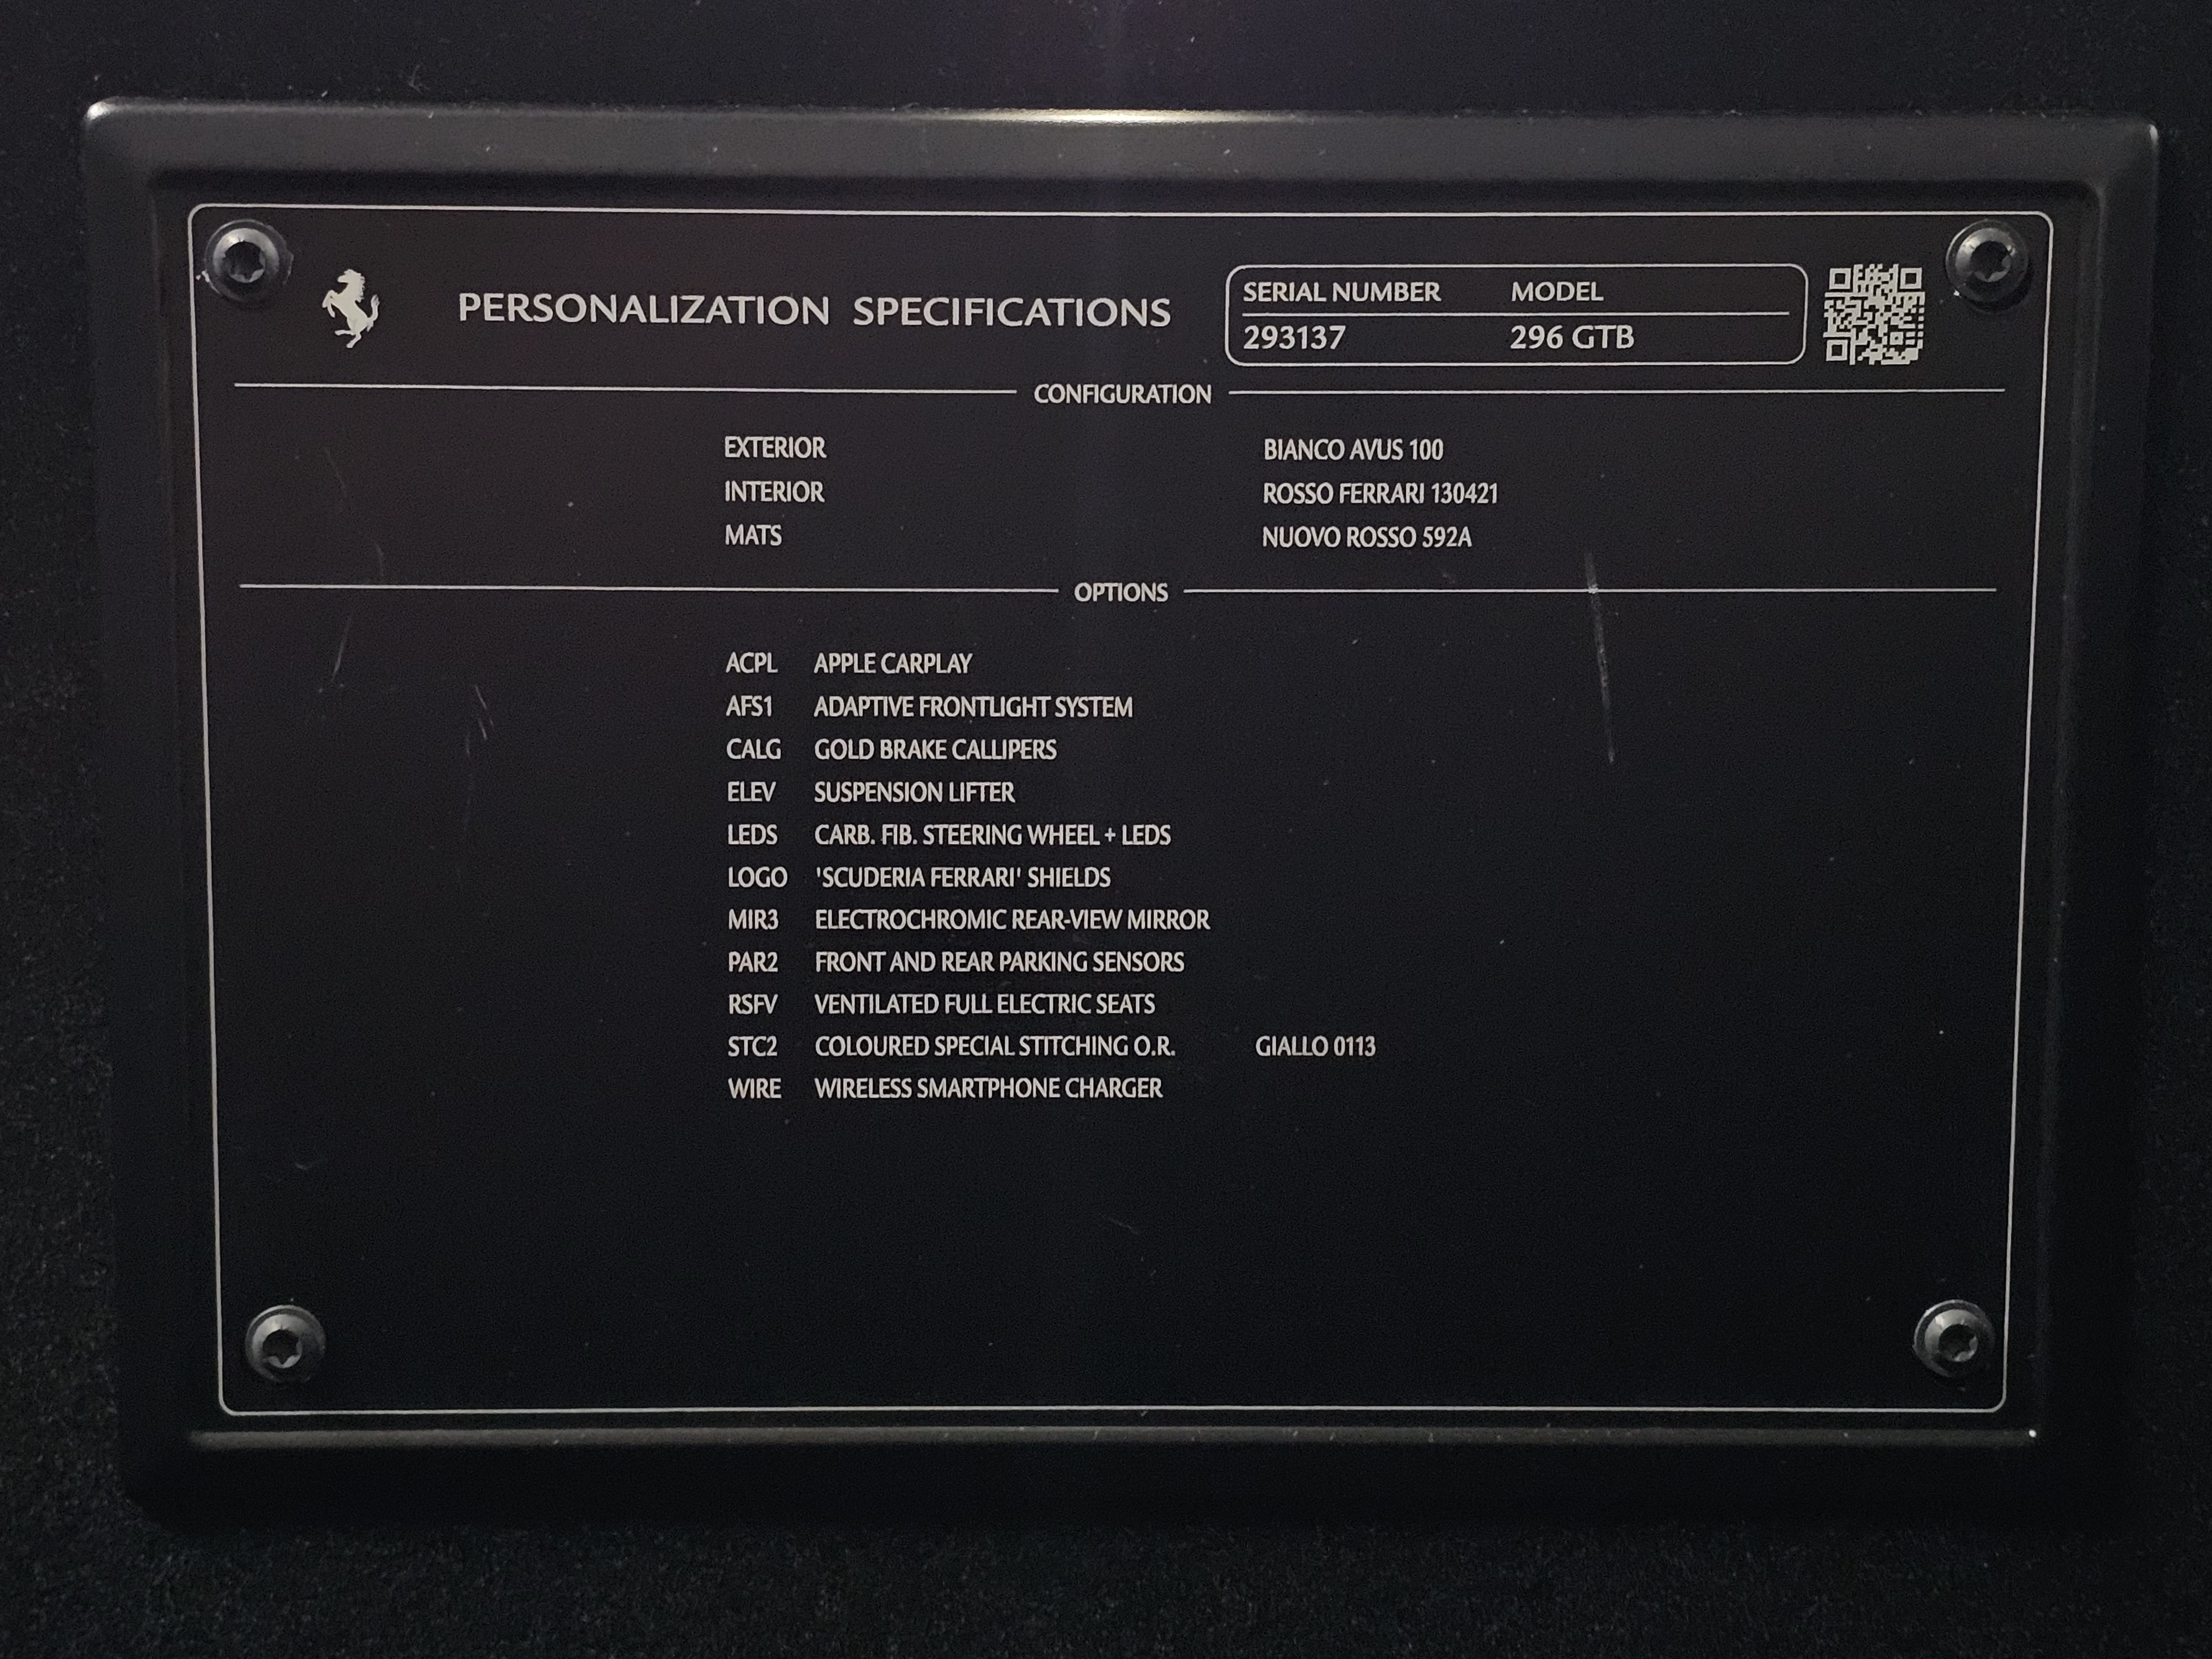 PERSONALIZATION SPECIFICATIONS
SERIAL NUMBER MODEL
293137 296 GTB
CONFIGURATION
EXTERIOR BIANCO AVUS 100
INTERIOR ROSSO FERRARI 130421
MATS NUOVO ROSSO 592A
OPTIONS
ACPL APPLE CARPLAY
AFS1 ADAPTIVE FRONTLIGHT SYSTEM
CALG GOLD BRAKE CALLIPERS
ELEV SUSPENSION LIFTER
LEDS CARB. FIB. STEERING WHEEL + LEDS
LOGO 'SCUDERIA FERRARI' SHIELDS
MIR3 ELECTROCHROMIC REAR-VIEW MIRROR
PAR2 FRONT AND REAR PARKING SENSORS
RSFV VENTILATED FULL ELECTRIC SEATS
STC2 COLOURED SPECIAL STITCHING O.R. GIALLO 0113
WIRE WIRELESS SMARTPHONE CHARGER